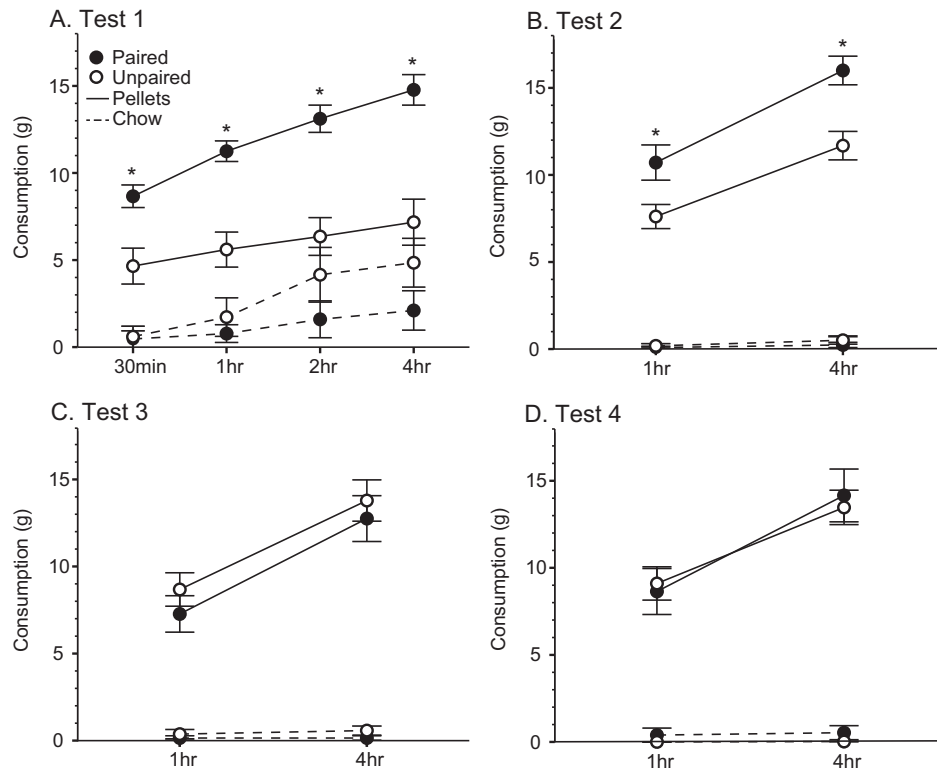 A. Test 1
*
*
*
*
Paired
Unpaired
Pellets
Chow
Consumption (g)
15
10
5
0
30min 1hr 2hr 4hr
B. Test 2
*
*
Consumption (g)
15
10
5
0
1hr 4hr
C. Test 3
Consumption (g)
15
10
5
0
1hr 4hr
D. Test 4
Consumption (g)
15
10
5
0
1hr 4hr